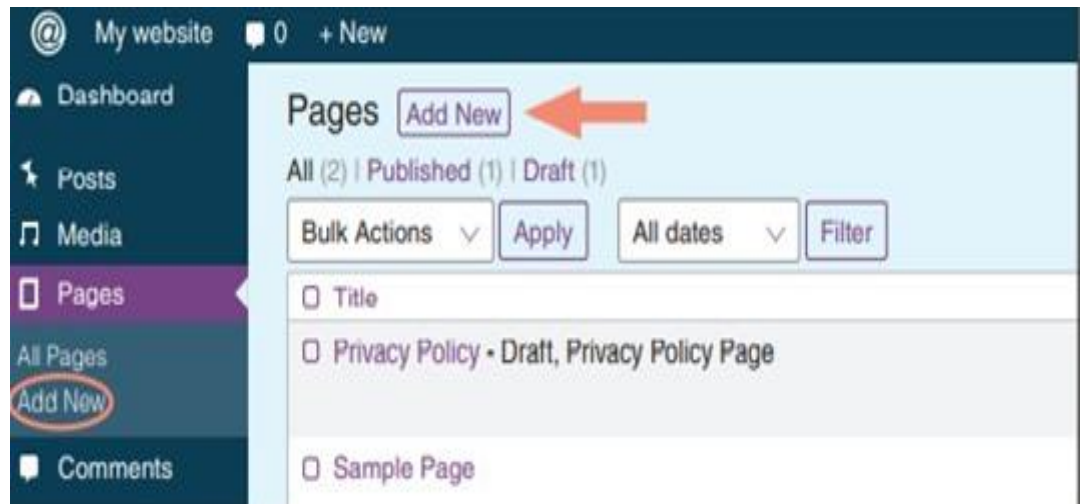 @ My website 0 + New
Dashboard
Posts
Media
Pages
All Pages
Add New
Comments
Pages Add New
All (2) | Published (1) | Draft (1)
Bulk Actions Apply All dates Filter
Title
Privacy Policy - Draft, Privacy Policy Page
Sample Page